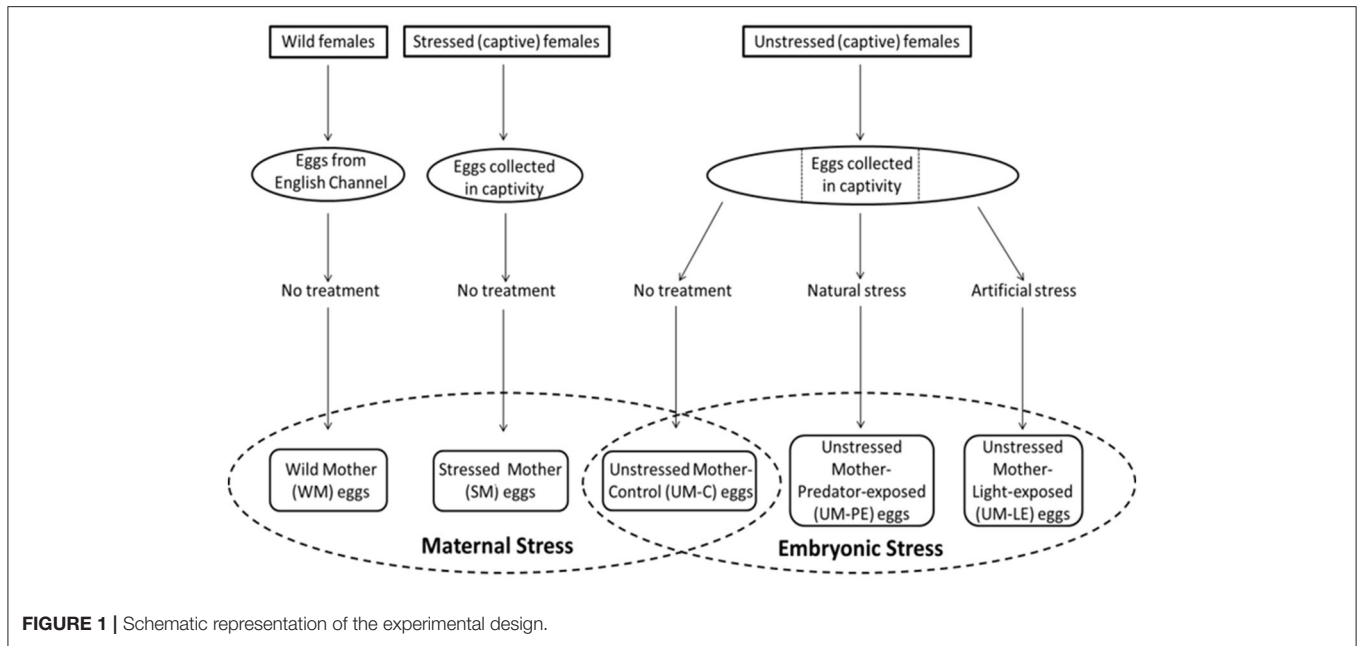 Wild females
Stressed (captive) females
Unstressed (captive) females
Eggs from
English Channel
Eggs collected
in captivity
Eggs collected
in captivity
No treatment
No treatment
No treatment
Natural stress
Artificial stress
Wild Mother
(WM) eggs
Stressed Mother
(SM) eggs
Unstressed Mother-
Control (UM-C) eggs
Unstressed
Mother-
Predator-exposed
(UM-PE) eggs
Unstressed
Mother-
Light-exposed
(UM-LE) eggs
Maternal Stress
Embryonic Stress
FIGURE 1 | Schematic representation of the experimental design.